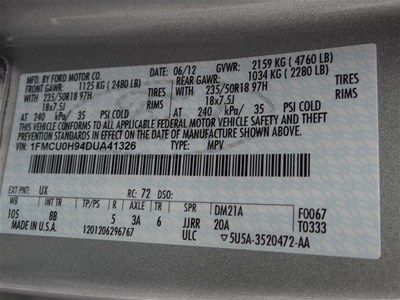 MFD. BY FORD MOTOR CO.
DATE: 06/12 GVWR: 2159 KG ( 4760 LB)
FRONT GAWR: 1125 KG ( 2480 LB) REAR GAWR: 1034 KG ( 2280 LB)
WITH 235/50R18 97H TIRES WITH 235/50R18 97H TIRES
18x7.5J RIMS 18x7.5J RIMS
AT 240 kPa/ 35 PSI COLD AT 240 kPa/ 35 PSI COLD
THIS VEHICLE CONFORMS TO ALL APPLICABLE FEDERAL MOTOR VEHICLE SAFETY AND THEFT
PREVENTION STANDARDS IN EFFECT ON THE DATE OF MANUFACTURE SHOWN ABOVE.
VIN: 1FMCU0H94DUA41326 TYPE: MPV
EXT PNT: UX RC: 72 DSO:
WB INT TR TP/PS R AXLE TR SPR DM21A F0067
105 8B 5 3A 6 JJRR 20A T0333
MADE IN U.S.A. 1201206296767 ULC 5U5A-3520472-AA